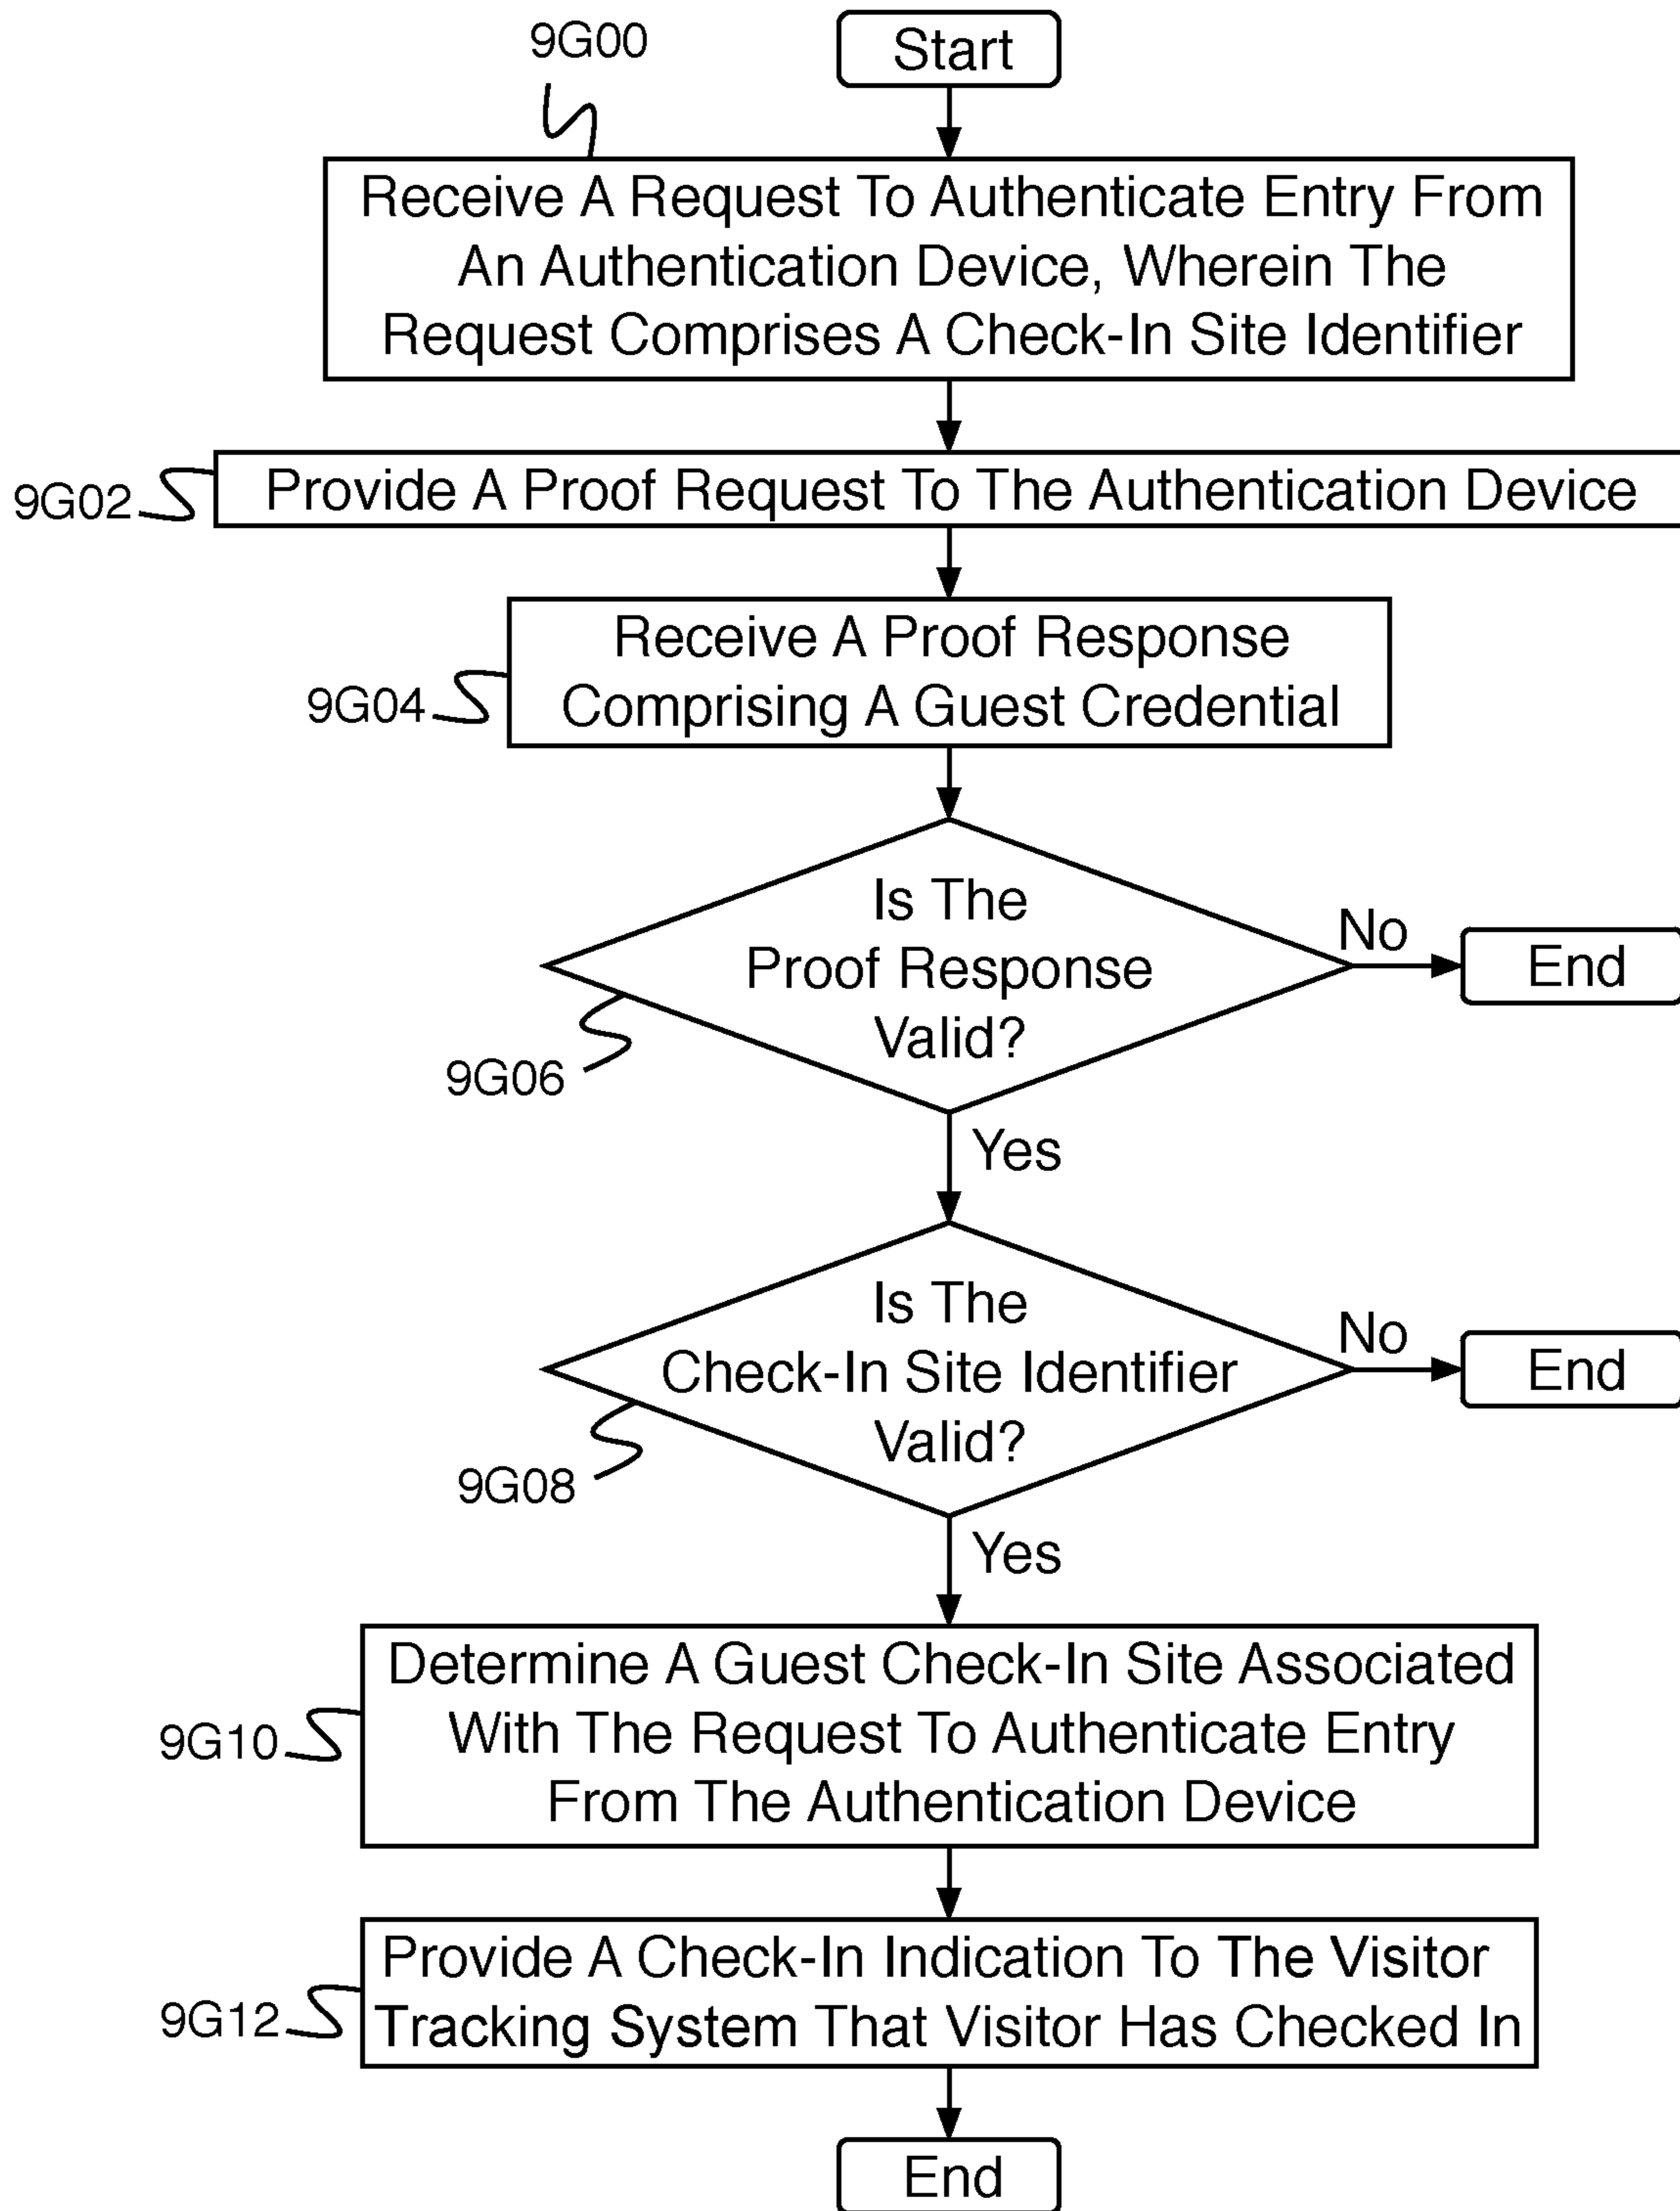 9G00
Start
Receive A Request To Authenticate Entry From
An Authentication Device, Wherein The
Request Comprises A Check-In Site Identifier
9G02
Provide A Proof Request To The Authentication Device
Receive A Proof Response
Comprising A Guest Credential
9G04
Is The
Proof Response
Valid?
No
End
9G06
Yes
Is The
Check-In Site Identifier
Valid?
No
End
9G08
Yes
Determine A Guest Check-In Site Associated
With The Request To Authenticate Entry
From The Authentication Device
9G10
Provide A Check-In Indication To The Visitor
Tracking System That Visitor Has Checked In
9G12
End